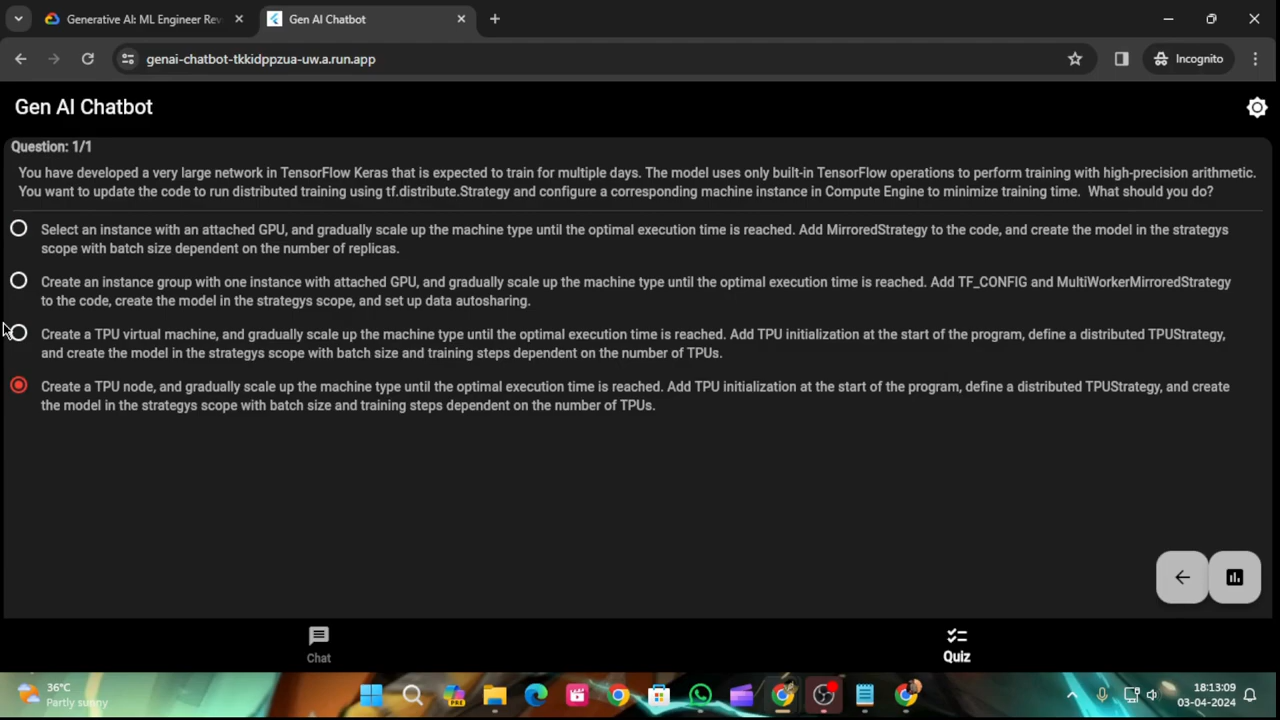 Generative AI: ML Engineer Rev
Gen AI Chatbot
genai-chatbot-tkkidppzua-uw.a.run.app
Incognito
Gen AI Chatbot
Question: 1/1
You have developed a very large network in TensorFlow Keras that is expected to train for multiple days. The model uses only built-in TensorFlow operations to perform training with high-precision arithmetic.
You want to update the code to run distributed training using tf.distribute.Strategy and configure a corresponding machine instance in Compute Engine to minimize training time. What should you do?
Select an instance with an attached GPU, and gradually scale up the machine type until the optimal execution time is reached. Add MirroredStrategy to the code, and create the model in the strategys
scope with batch size dependent on the number of replicas.
Create an instance group with one instance with attached GPU, and gradually scale up the machine type until the optimal execution time is reached. Add TF_CONFIG and MultiWorkerMirroredStrategy
to the code, create the model in the strategys scope, and set up data autosharing.
Create a TPU virtual machine, and gradually scale up the machine type until the optimal execution time is reached. Add TPU initialization at the start of the program, define a distributed TPUStrategy,
and create the model in the strategys scope with batch size and training steps dependent on the number of TPUs.
Create a TPU node, and gradually scale up the machine type until the optimal execution time is reached. Add TPU initialization at the start of the program, define a distributed TPUStrategy, and create
the model in the strategys scope with batch size and training steps dependent on the number of TPUs.
Chat
Quiz
36°C
Partly sunny
PRE
18:13:09
03-04-2024